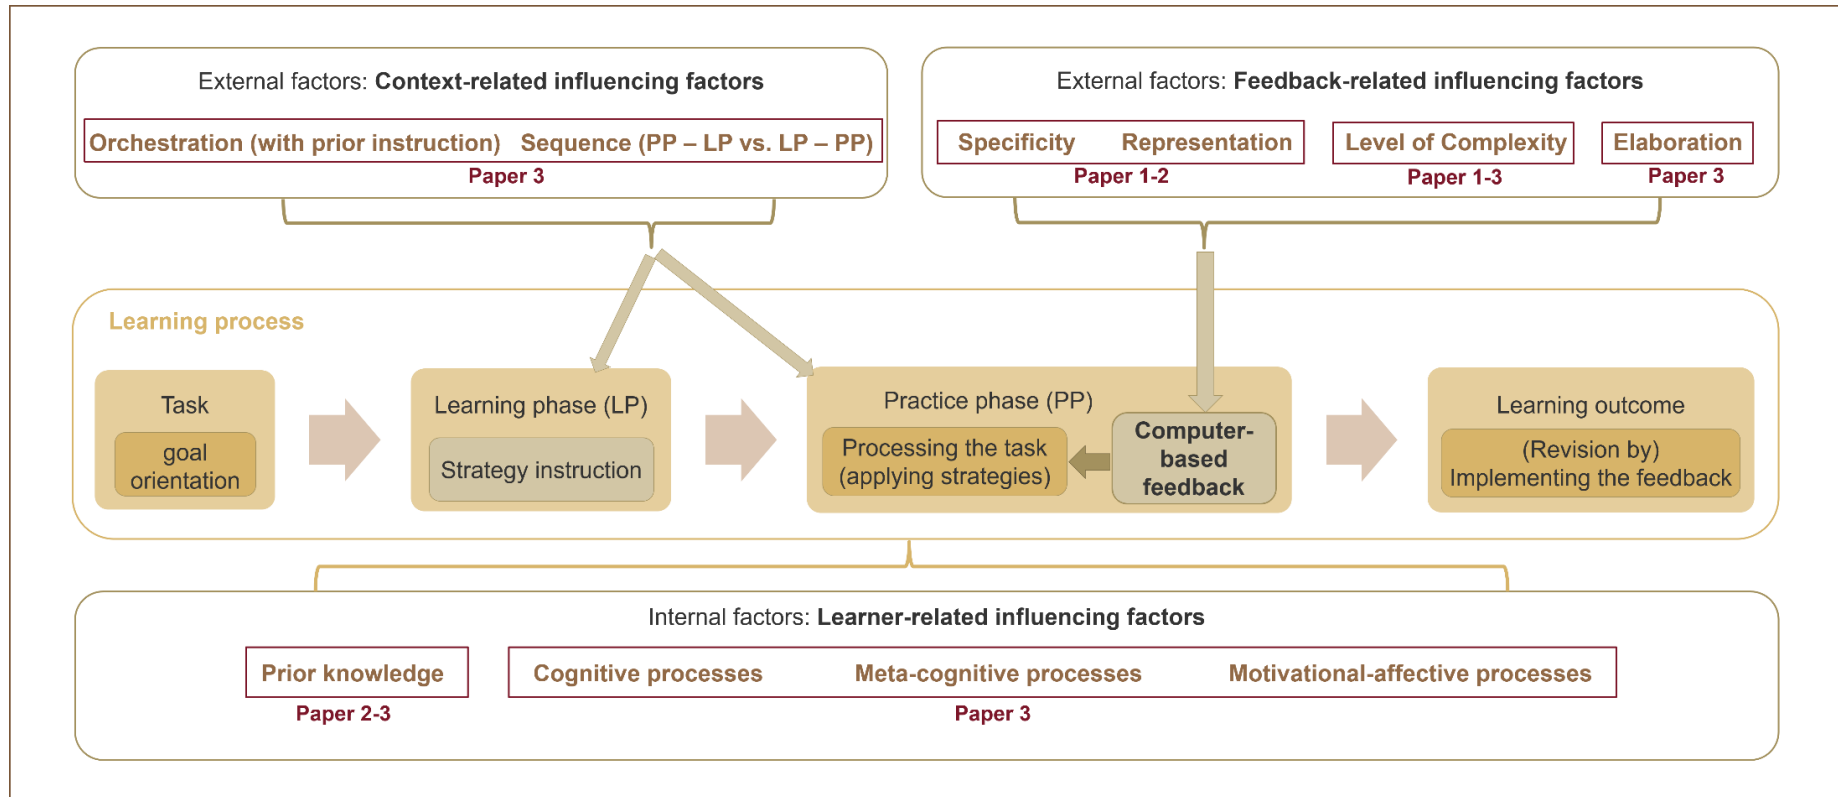 External factors: Context-related influencing factors
Orchestration (with prior instruction) Sequence (PP – LP vs. LP – PP)
Paper 3
External factors: Feedback-related influencing factors
Specificity Representation Level of Complexity Elaboration
Paper 1-2 Paper 1-3 Paper 3
Learning process
Task
goal
orientation
Learning phase (LP)
Strategy instruction
Practice phase (PP)
Processing the task
(applying strategies)
Computer-
based
feedback
Learning outcome
(Revision by)
Implementing the feedback
Internal factors: Learner-related influencing factors
Prior knowledge Cognitive processes Meta-cognitive processes Motivational-affective processes
Paper 2-3 Paper 3